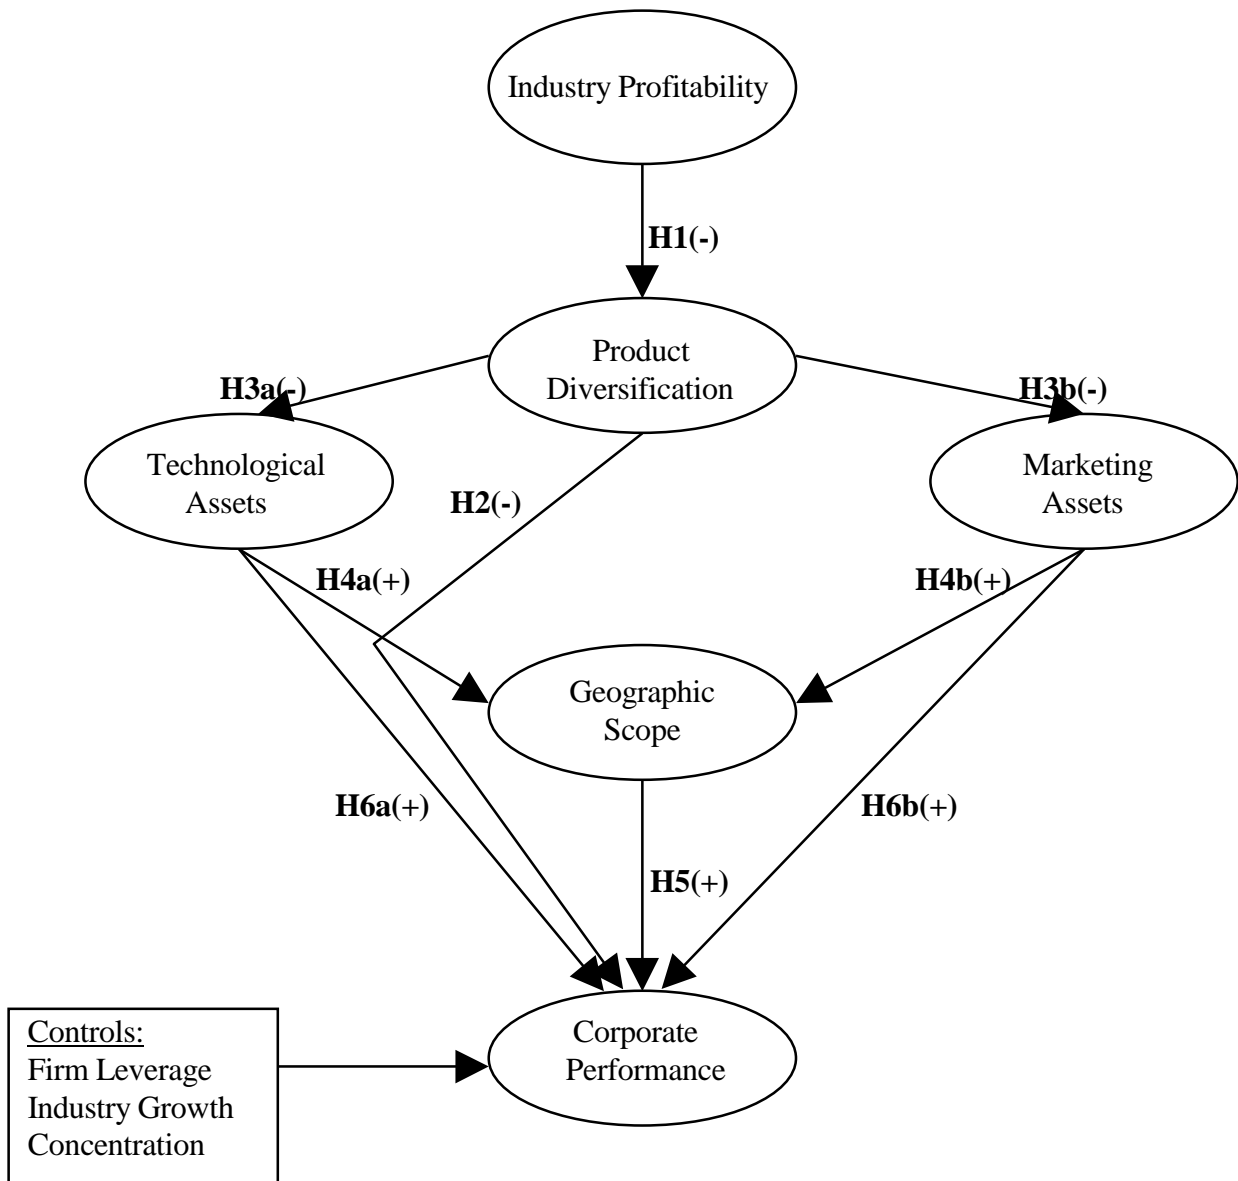 Industry Profitability
H1(-)
Product
Diversification
H3a(-)
H3b(-)
Technological
Assets
Marketing
Assets
H2(-)
H4a(+)
H4b(+)
Geographic
Scope
H6a(+)
H6b(+)
H5(+)
Corporate
Performance
Controls:
Firm Leverage
Industry Growth
Concentration